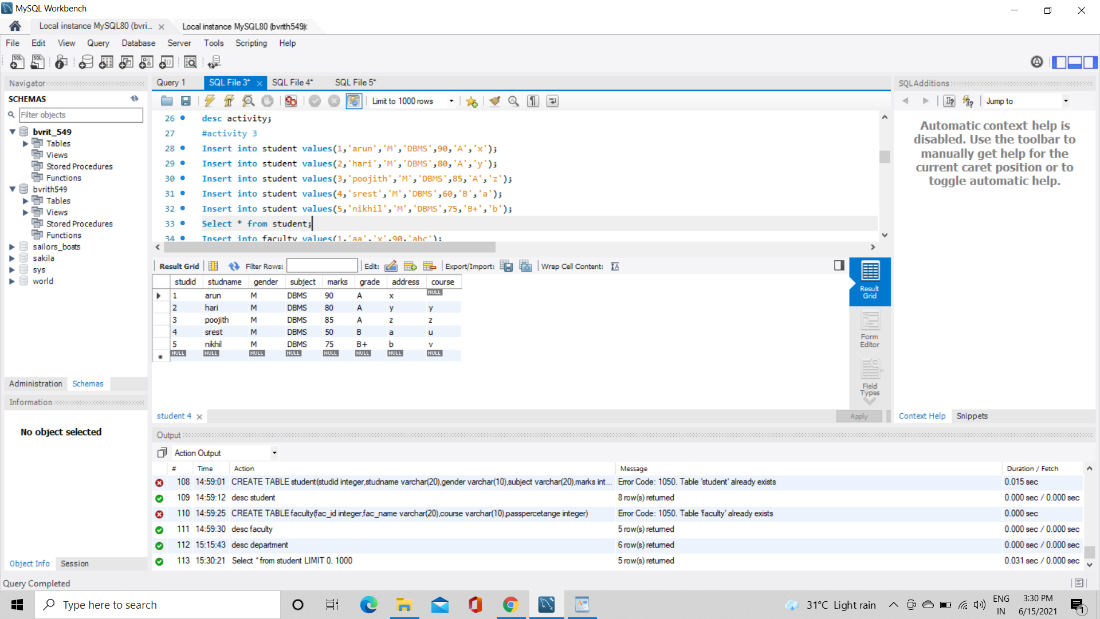 MySQL Workbench
Local instance MySQL80 (bvri... × Local instance MySQL80 (bvrith549)
File Edit View Query Database Server Tools Scripting Help
Navigator
SCHEMAS
Filter objects
bvrit_549
Tables
Views
Stored Procedures
Functions
bvrith549
Tables
Views
Stored Procedures
Functions
sailors_boats
sakila
sys
world
Administration Schemas
Information
No object selected
Object Info Session
Query 1 SQL File 3* × SQL File 4* SQL File 5*
Limit to 1000 rows
26 desc activity;
27 #activity 3
28 Insert into student values(1,'arun','M','DBMS',90,'A','x');
29 Insert into student values(2,'hari','M','DBMS',80,'A','y');
30 Insert into student values(3,'poojith','M','DBMS',85,'A','z');
31 Insert into student values(4,'srest','M','DBMS',60,'B','a');
32 Insert into student values(5,'nikhil','M','DBMS',75,'B+','b');
33 Select * from student;
34 Insert into faculty values(1,'aa','x',90,'abc');
Result Grid Filter Rows: Edit: Export/Import: Wrap Cell Content:
studid studname gender subject marks grade address course
1 arun M DBMS 90 A x NULL
2 hari M DBMS 80 A y y
3 poojith M DBMS 85 A z z
4 srest M DBMS 50 B a u
5 nikhil M DBMS 75 B+ b v
NULL NULL NULL NULL NULL NULL NULL NULL
Result Grid
Form Editor
Field Types
student 4 ×
Apply
SQLAdditions
Jump to
Automatic context help is
disabled. Use the toolbar to
manually get help for the
current caret position or to
toggle automatic help.
Context Help Snippets
Output
Action Output
# Time Action Message Duration / Fetch
108 14:59:01 CREATE TABLE student(studid integer,studname varchar(20),gender varchar(10),subject varchar(20),marks int... Error Code: 1050. Table 'student' already exists 0.015 sec
109 14:59:12 desc student 8 row(s) returned 0.000 sec / 0.000 sec
110 14:59:25 CREATE TABLE faculty(fac_id integer,fac_name varchar(20),course varchar(10),passpercetange integer) Error Code: 1050. Table 'faculty' already exists 0.000 sec
111 14:59:30 desc faculty 5 row(s) returned 0.000 sec / 0.000 sec
112 15:15:43 desc department 6 row(s) returned 0.000 sec / 0.000 sec
113 15:30:21 Select * from student LIMIT 0, 1000 5 row(s) returned 0.031 sec / 0.000 sec
Query Completed
Type here to search
31°C Light rain
ENG
IN
3:30 PM
6/15/2021
1